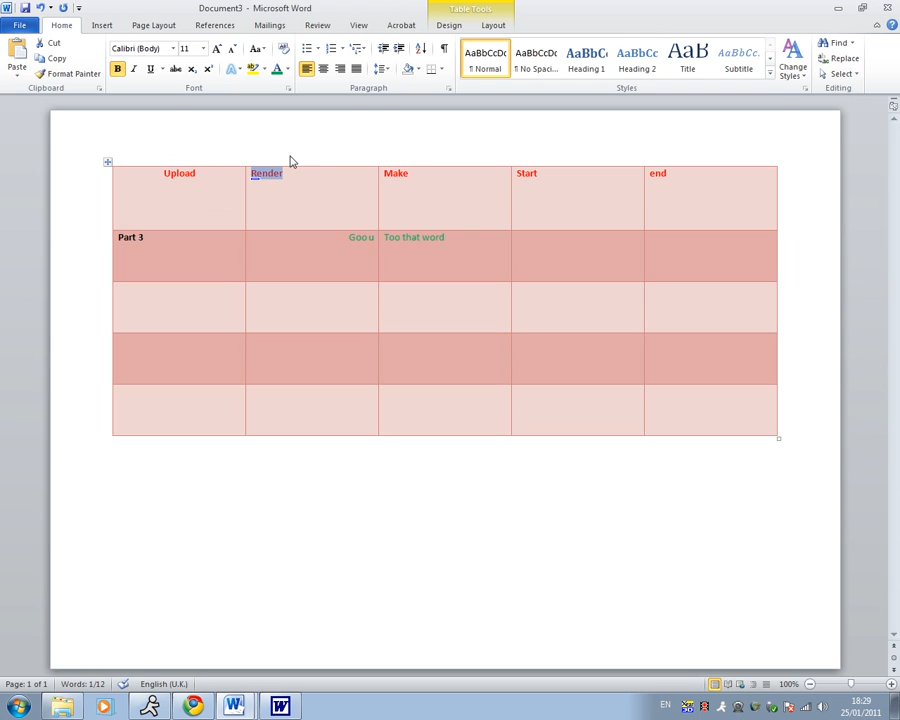 Document3 - Microsoft Word
Table Tools
File Home Insert Page Layout References Mailings Review View Acrobat Design Layout
Paste
Cut
Copy
Format Painter
Clipboard
Calibri (Body) 11
Font
Paragraph
AaBbCcDc AaBbCcDc AaBbCc AaBbCc AaB AaBbCc.
¶ Normal ¶ No Spaci... Heading 1 Heading 2 Title Subtitle
Styles
Change Styles
Find
Replace
Select
Editing
Upload Render Make Start end
Part 3 Goo u Too that word
Page: 1 of 1 Words: 1/12 English (U.K.) 100%
EN 18:29
25/01/2011